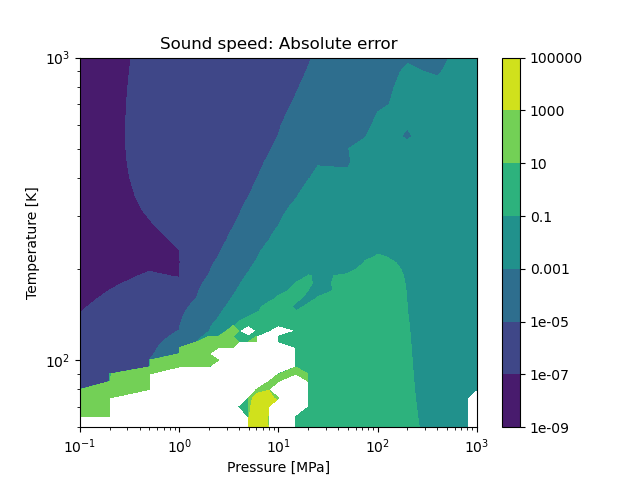 Sound speed: Absolute error
10³
10²
Temperature [K]
10⁻¹
10⁰
10¹
10²
10³
Pressure [MPa]
100000
1000
10
0.1
0.001
1e-05
1e-07
1e-09